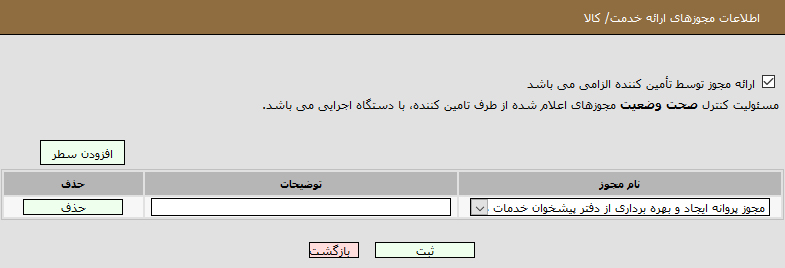 اطلاعات مجوزهای ارائه خدمت/ کالا
ارائه مجوز توسط تأمین کننده الزامی می باشد
مسئولیت کنترل صحت وضعیت مجوزهای اعلام شده از طرف تامین کننده، با دستگاه اجرایی می باشد.
افزودن سطر
نام مجوز توضیحات حذف
مجوز پروانه ایجاد و بهره برداری از دفتر پیشخوان خدمات حذف
ثبت بازگشت